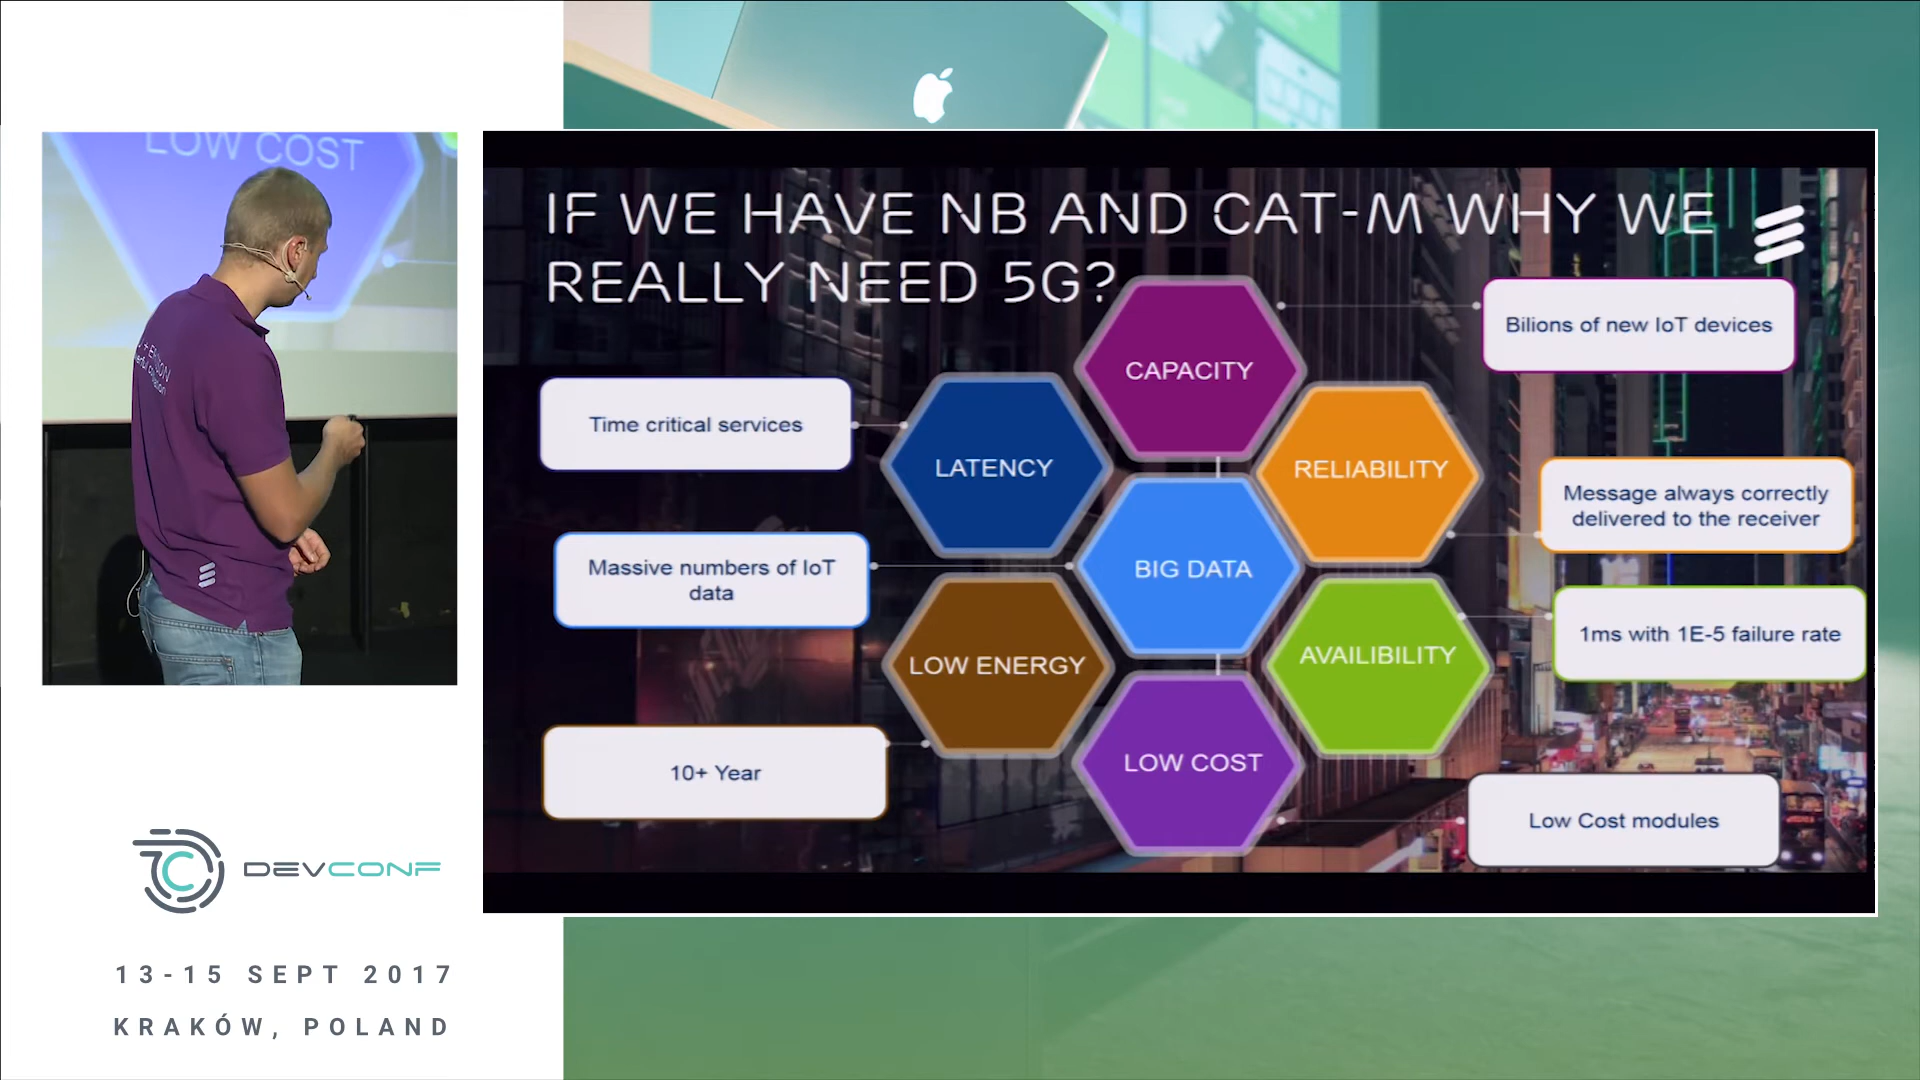 LOW COST
IF WE HAVE NB AND CAT-M WHY WE
REALLY NEED 5G?
CAPACITY
Bilions of new IoT devices
Time critical services
LATENCY
RELIABILITY
Message always correctly
delivered to the receiver
Massive numbers of IoT
data
BIG DATA
1ms with 1E-5 failure rate
AVAILIBILITY
LOW ENERGY
10+ Year
LOW COST
Low Cost modules
DEVCONF
13-15 SEPT 2017
KRAKÓW, POLAND